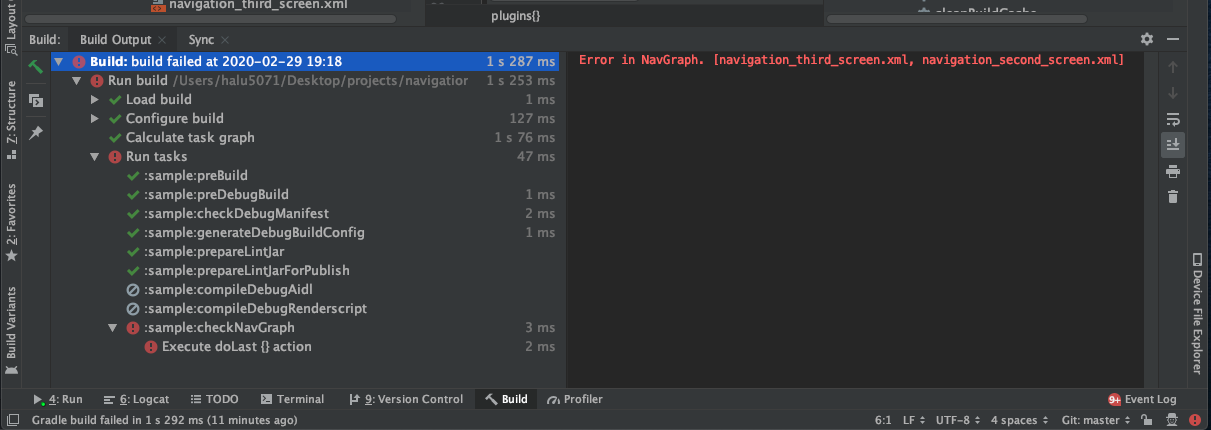 navigation_third_screen.xml
plugins{}
cleanBuildCache
Build: Build Output Sync
Build: build failed at 2020-02-29 19:18 1 s 287 ms
Run build /Users/halu5071/Desktop/projects/navigation 1 s 253 ms
Load build 1 ms
Configure build 127 ms
Calculate task graph 1 s 76 ms
Run tasks 47 ms
:sample:preBuild
:sample:preDebugBuild 1 ms
:sample:checkDebugManifest 2 ms
:sample:generateDebugBuildConfig 1 ms
:sample:prepareLintJar
:sample:prepareLintJarForPublish
:sample:compileDebugAidl
:sample:compileDebugRenderscript
:sample:checkNavGraph 3 ms
Execute doLast {} action 2 ms
Error in NavGraph. [navigation_third_screen.xml, navigation_second_screen.xml]
Layout
Z: Structure
2: Favorites
Build Variants
Device File Explorer
4: Run 6: Logcat TODO Terminal 9: Version Control Build Profiler 9+ Event Log
Gradle build failed in 1 s 292 ms (11 minutes ago) 6:1 LF UTF-8 4 spaces Git: master